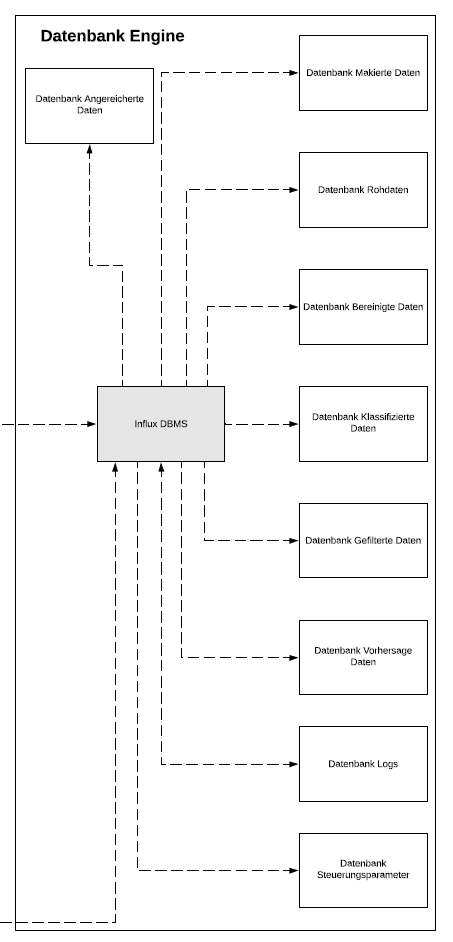 Datenbank Engine
Datenbank Makierte Daten
Datenbank Angereicherte
Daten
Datenbank Rohdaten
Datenbank Bereinigte Daten
Influx DBMS
Datenbank Klassifizierte
Daten
Datenbank Gefilterte Daten
Datenbank Vorhersage
Daten
Datenbank Logs
Datenbank
Steuerungsparameter